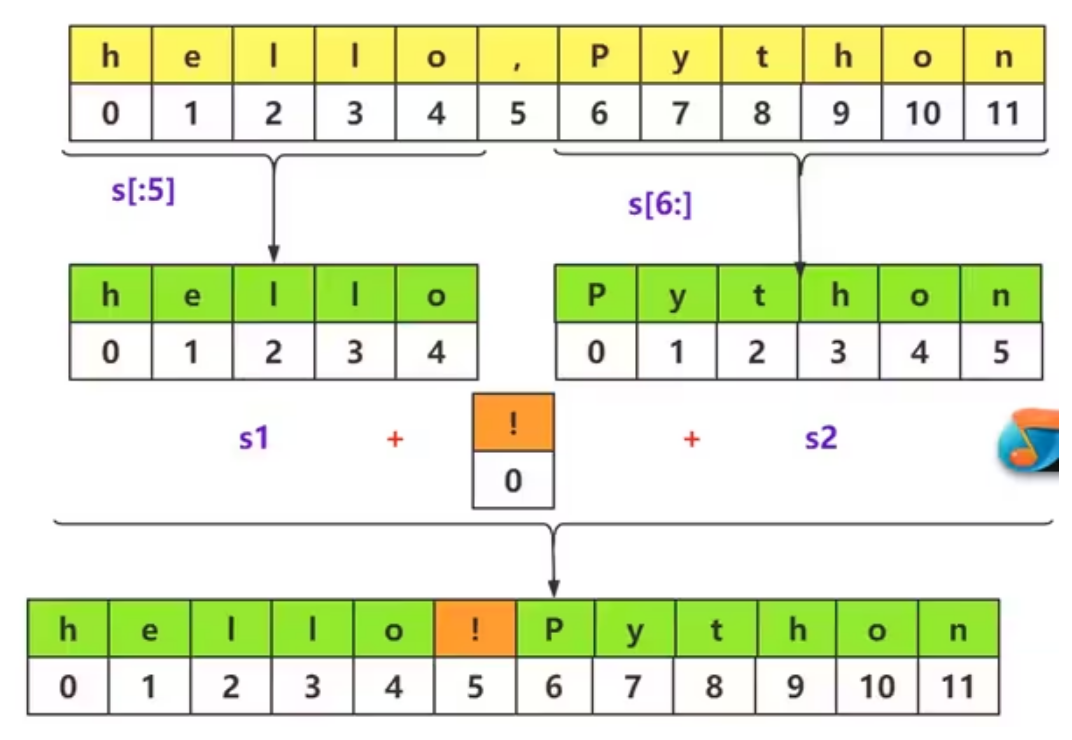 h e l l o , P y t h o n
0 1 2 3 4 5 6 7 8 9 10 11
s[:5] s[6:]
h e l l o P y t h o n
0 1 2 3 4 0 1 2 3 4 5
s1 + ! + s2
0
h e l l o ! P y t h o n
0 1 2 3 4 5 6 7 8 9 10 11